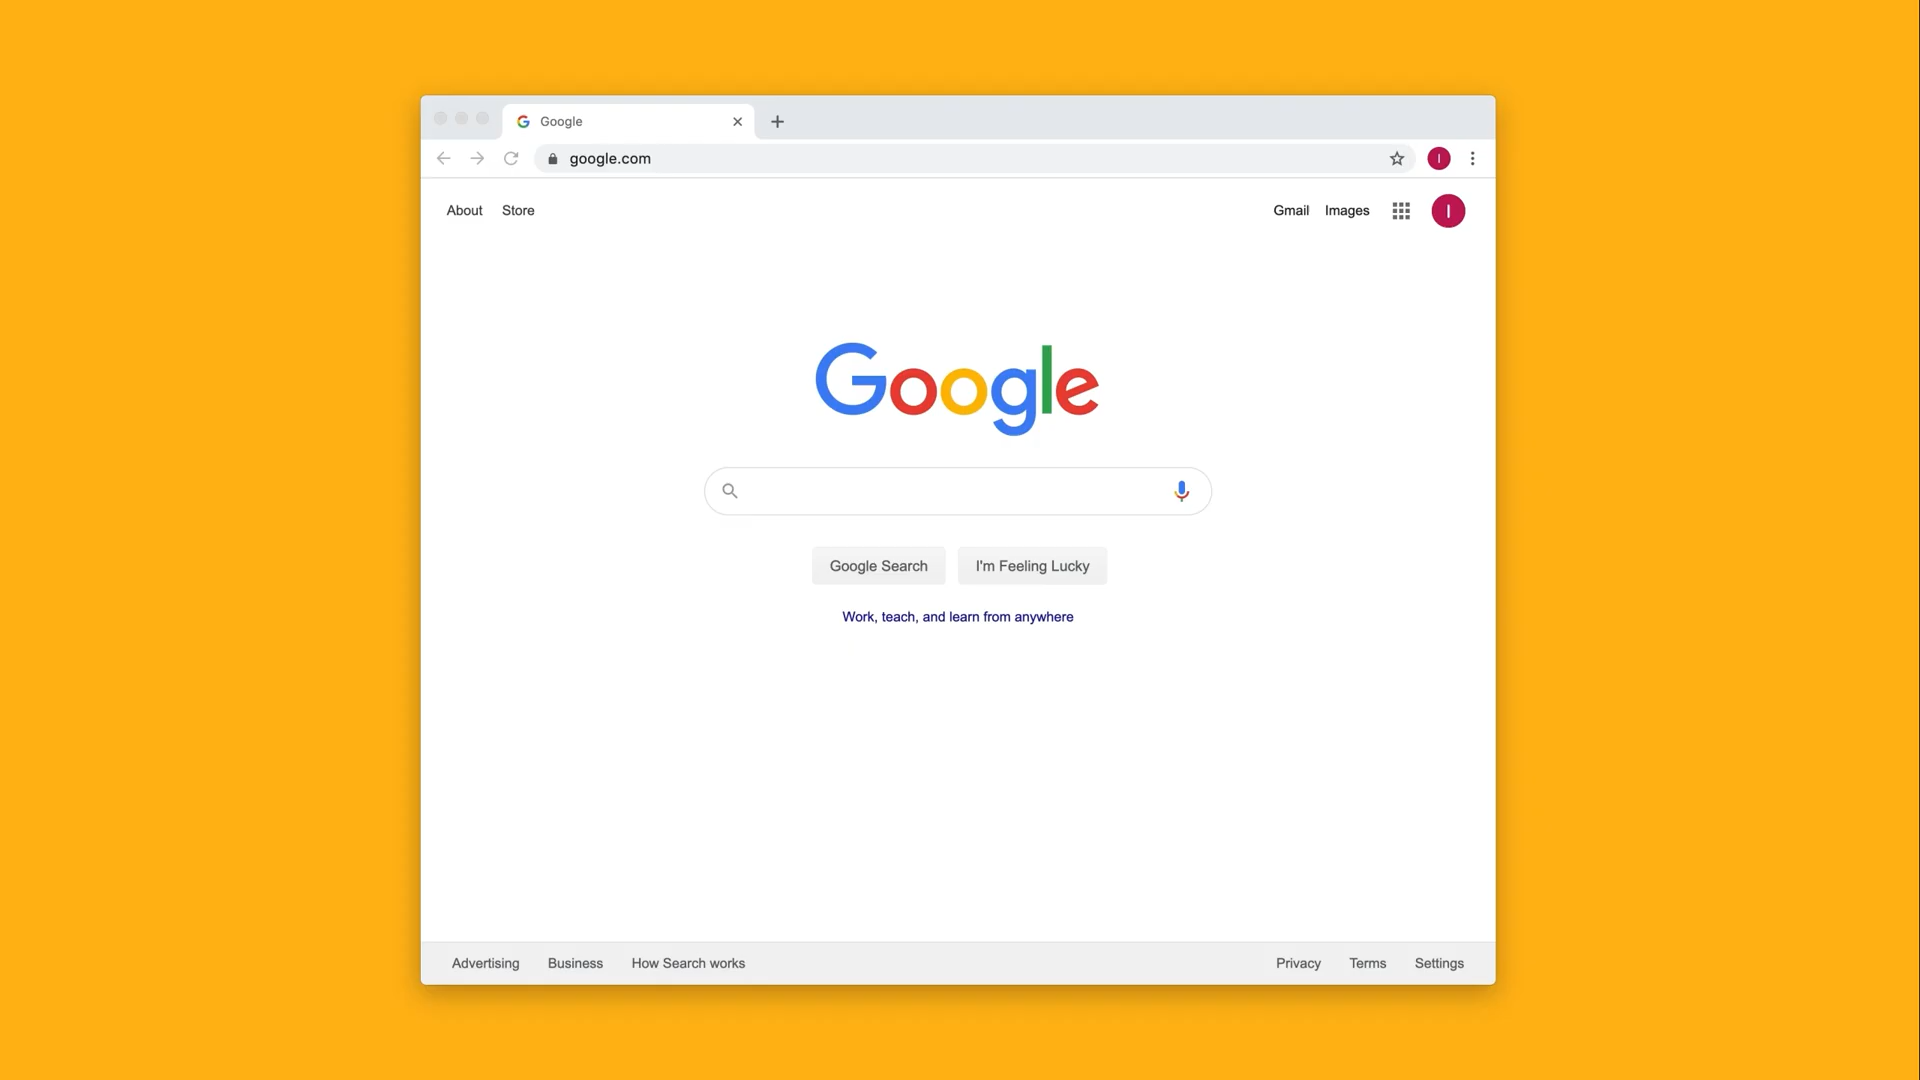 Google
google.com
I
About Store
Gmail Images
I
Google
Google Search I'm Feeling Lucky
Work, teach, and learn from anywhere
Advertising Business How Search works
Privacy Terms Settings